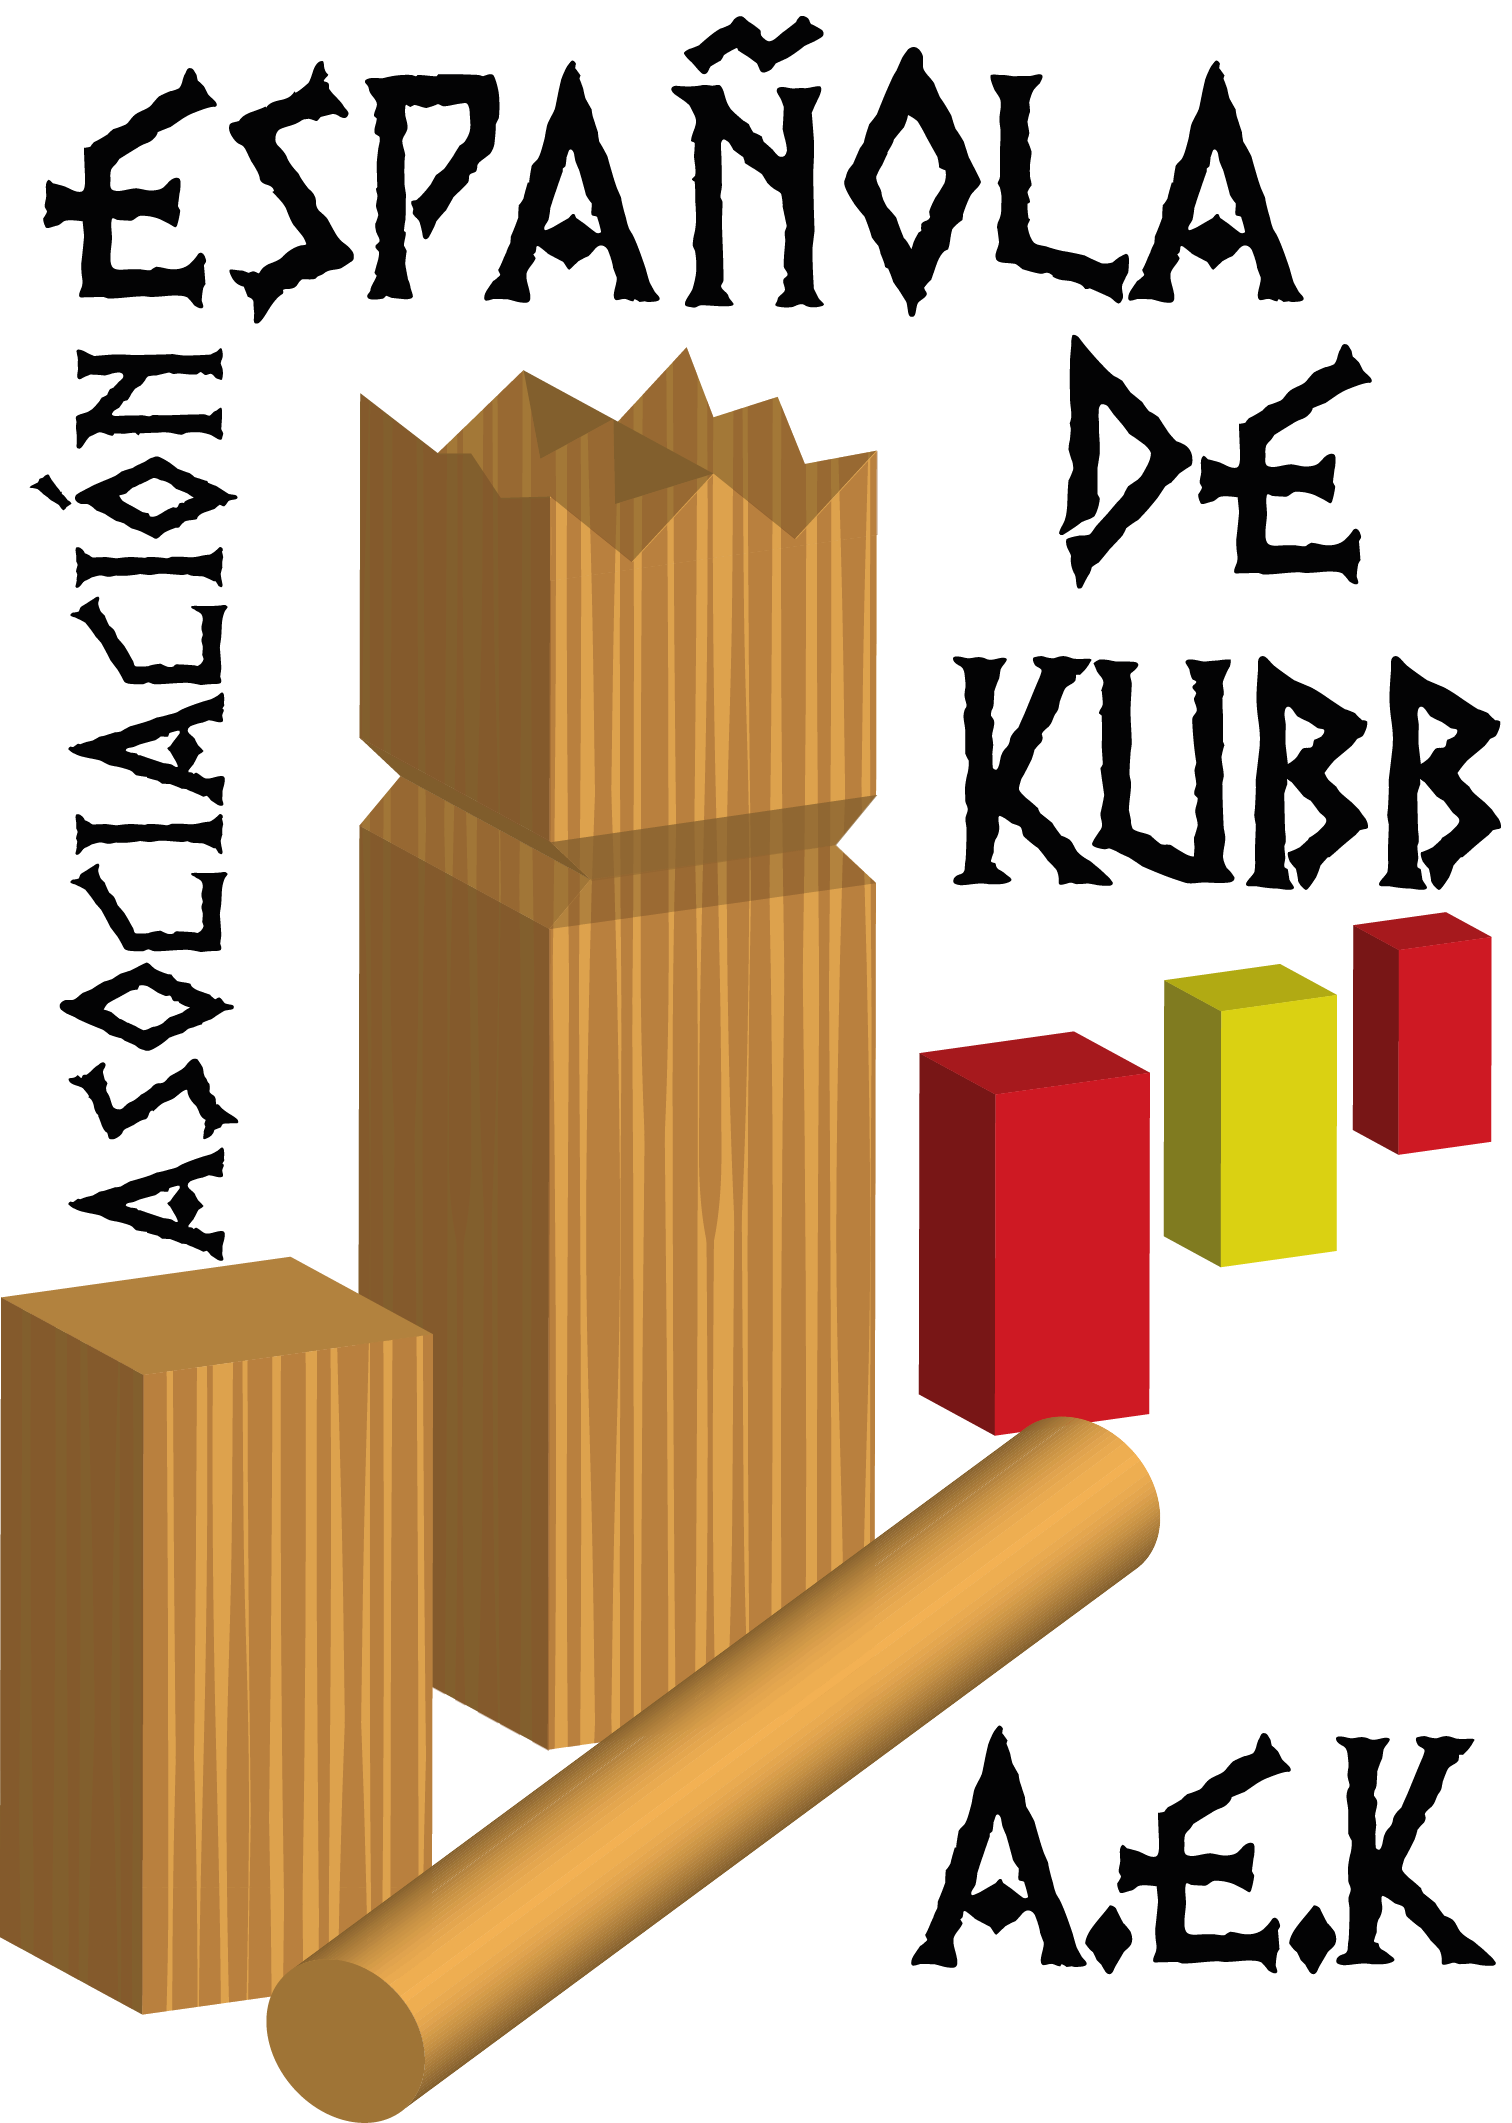 ASOCIACIÓN
ESPAÑOLA
DE
KUBB
A.E.K